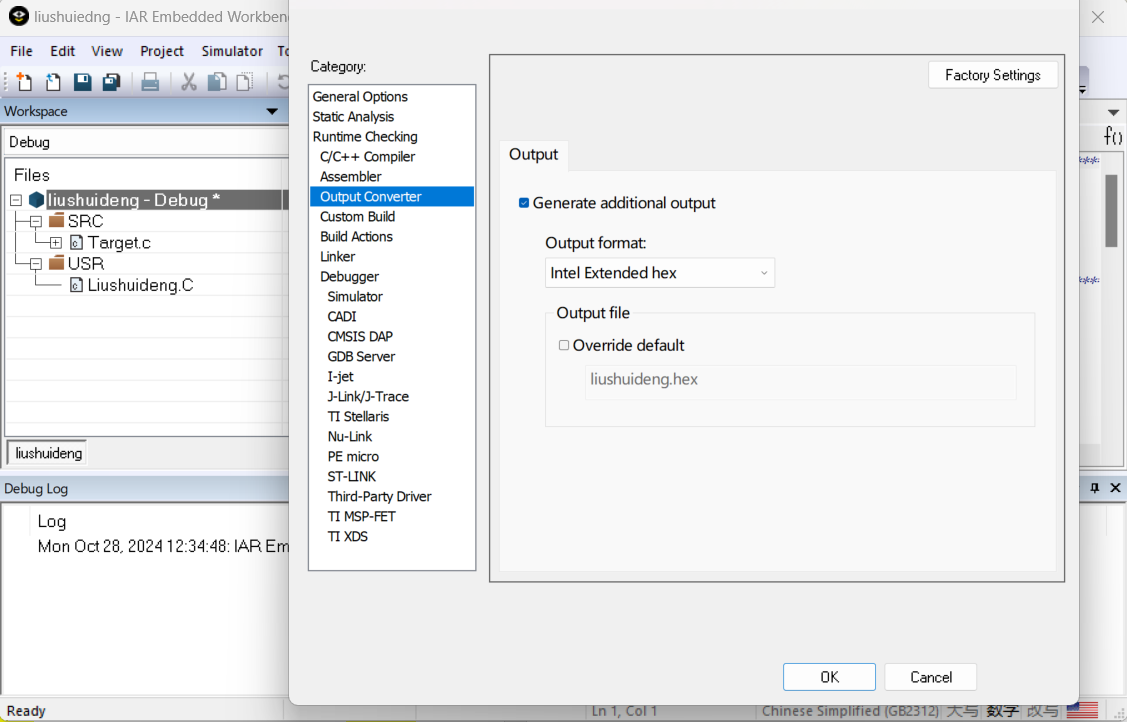 liushuiedng - IAR Embedded Workben
File Edit View Project Simulator To
Workspace
Debug
Files
liushuideng - Debug *
SRC
Target.c
USR
Liushuideng.C
liushuideng
Debug Log
Log
Mon Oct 28, 2024 12:34:48: IAR Em
Category:
General Options
Static Analysis
Runtime Checking
C/C++ Compiler
Assembler
Output Converter
Custom Build
Build Actions
Linker
Debugger
Simulator
CADI
CMSIS DAP
GDB Server
I-jet
J-Link/J-Trace
TI Stellaris
Nu-Link
PE micro
ST-LINK
Third-Party Driver
TI MSP-FET
TI XDS
Factory Settings
Output
Generate additional output
Output format:
Intel Extended hex
Output file
Override default
liushuideng.hex
OK Cancel
f()
Ready Ln 1, Col 1 Chinese Simplified (GB2312) 大写 数字 改写